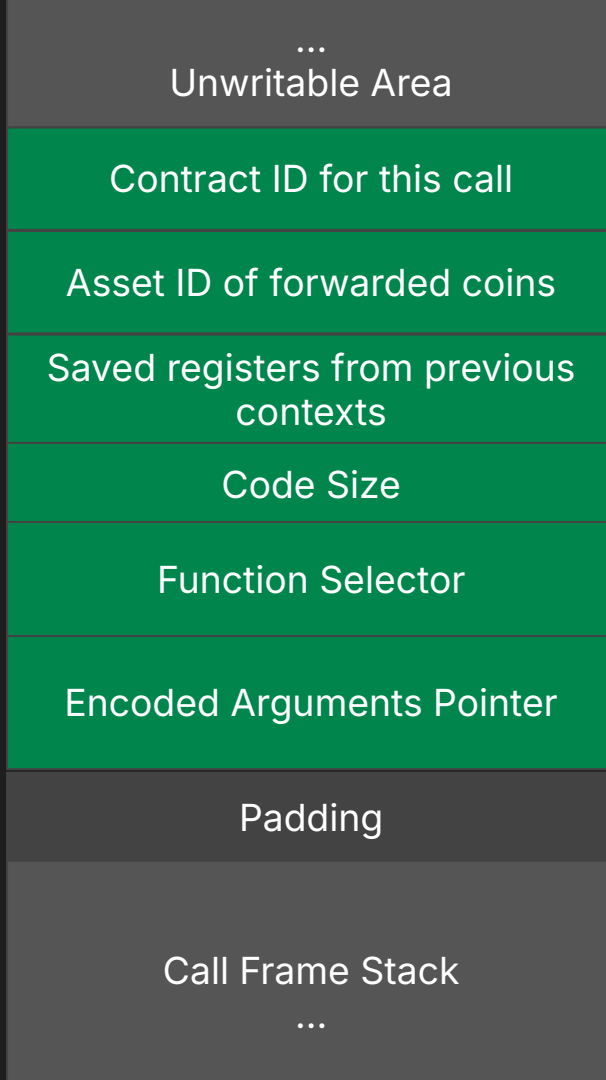 ...
Unwritable Area
Contract ID for this call
Asset ID of forwarded coins
Saved registers from previous
contexts
Code Size
Function Selector
Encoded Arguments Pointer
Padding
Call Frame Stack
...